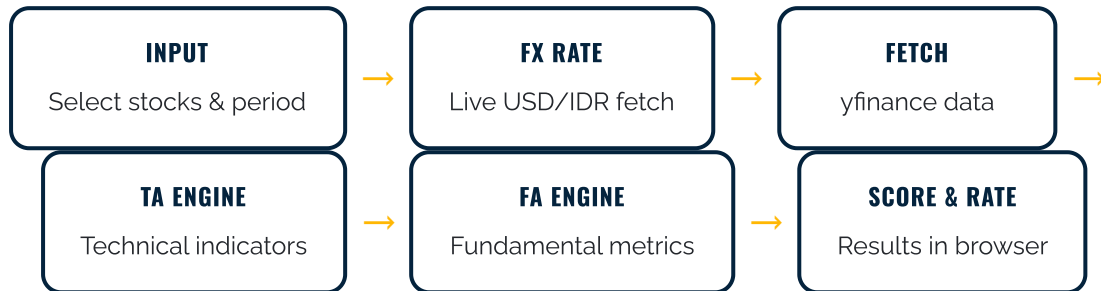 INPUT
Select stocks & period
→
FX RATE
Live USD/IDR fetch
→
FETCH
yfinance data
→
TA ENGINE
Technical indicators
→
FA ENGINE
Fundamental metrics
→
SCORE & RATE
Results in browser